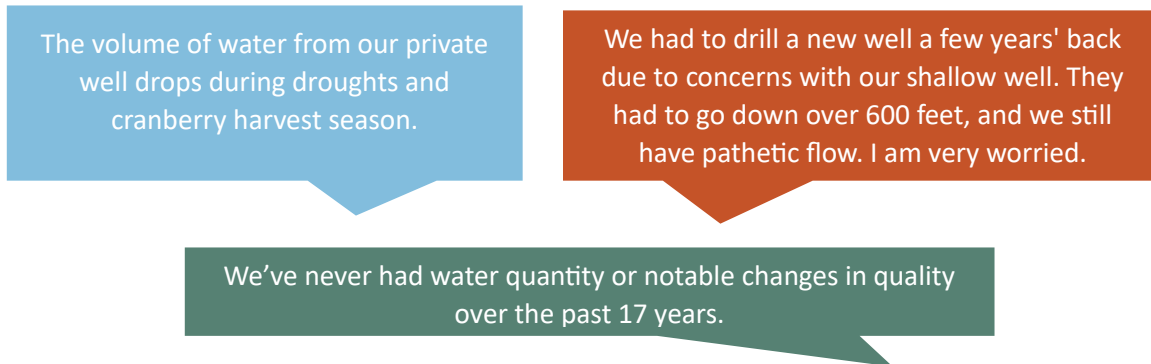 The volume of water from our private
well drops during droughts and
cranberry harvest season.
We had to drill a new well a few years' back
due to concerns with our shallow well. They
had to go down over 600 feet, and we still
have pathetic flow. I am very worried.
We’ve never had water quantity or notable changes in quality
over the past 17 years.